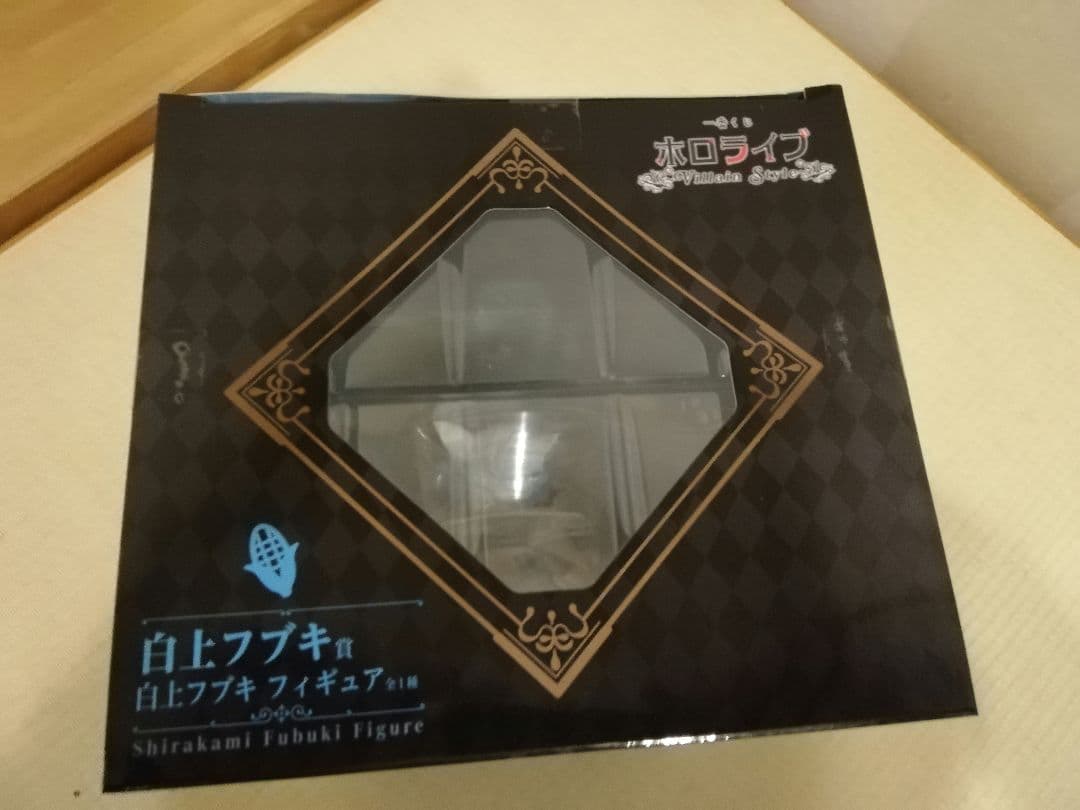 一番くじ
ホロライブ
Villain Style
白上フブキ賞
白上フブキ フィギュア全1種
Shirakami Fubuki Figure